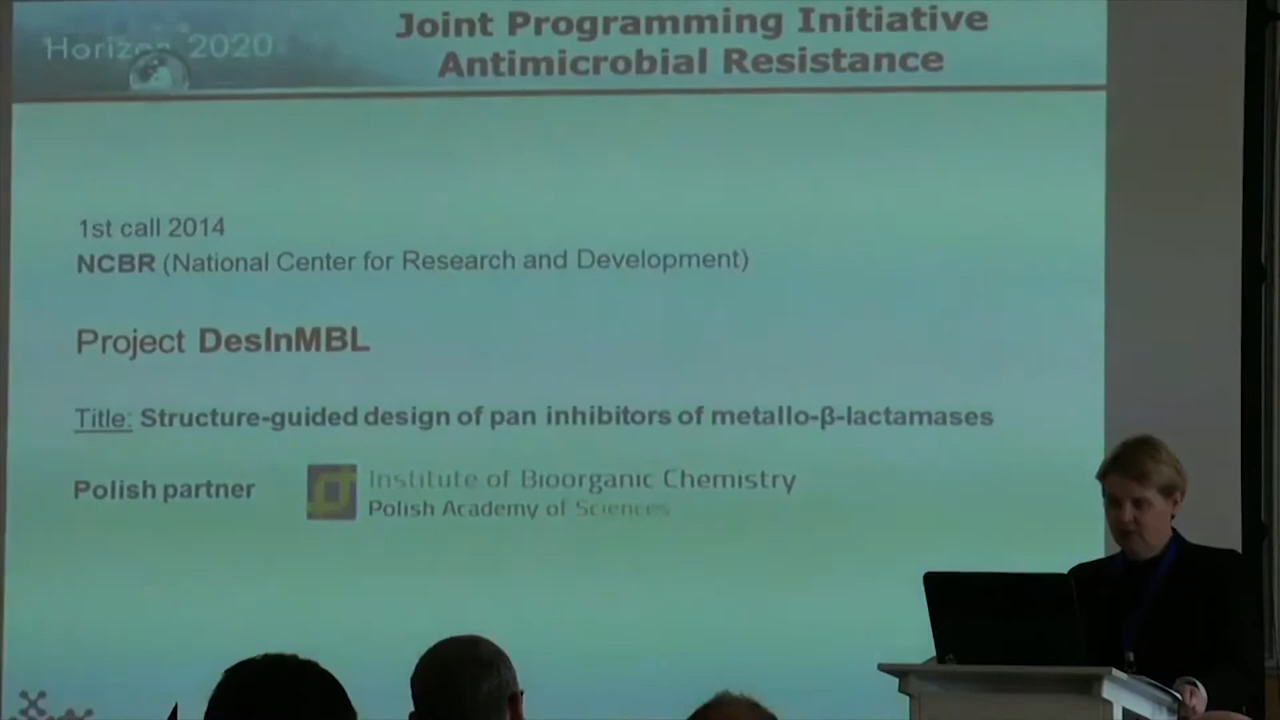 Horizon 2020
Joint Programming Initiative
Antimicrobial Resistance
1st call 2014
NCBR (National Center for Research and Development)
Project DesInMBL
Title: Structure-guided design of pan inhibitors of metallo-β-lactamases
Polish partner
Institute of Bioorganic Chemistry
Polish Academy of Sciences